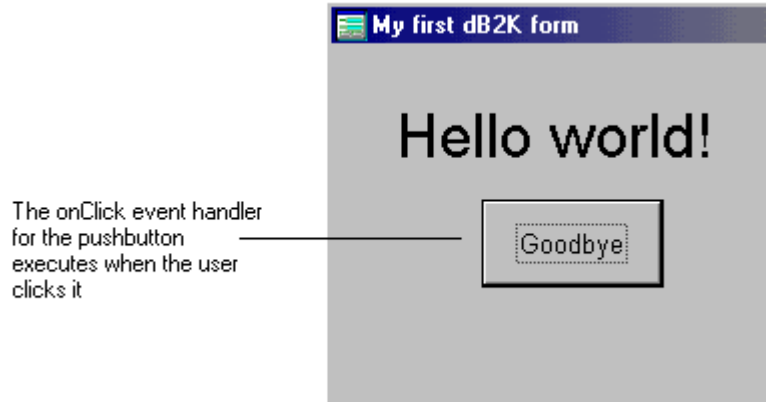 My first dB2K form
Hello world!
The onClick event handler
for the pushbutton
executes when the user
clicks it
Goodbye